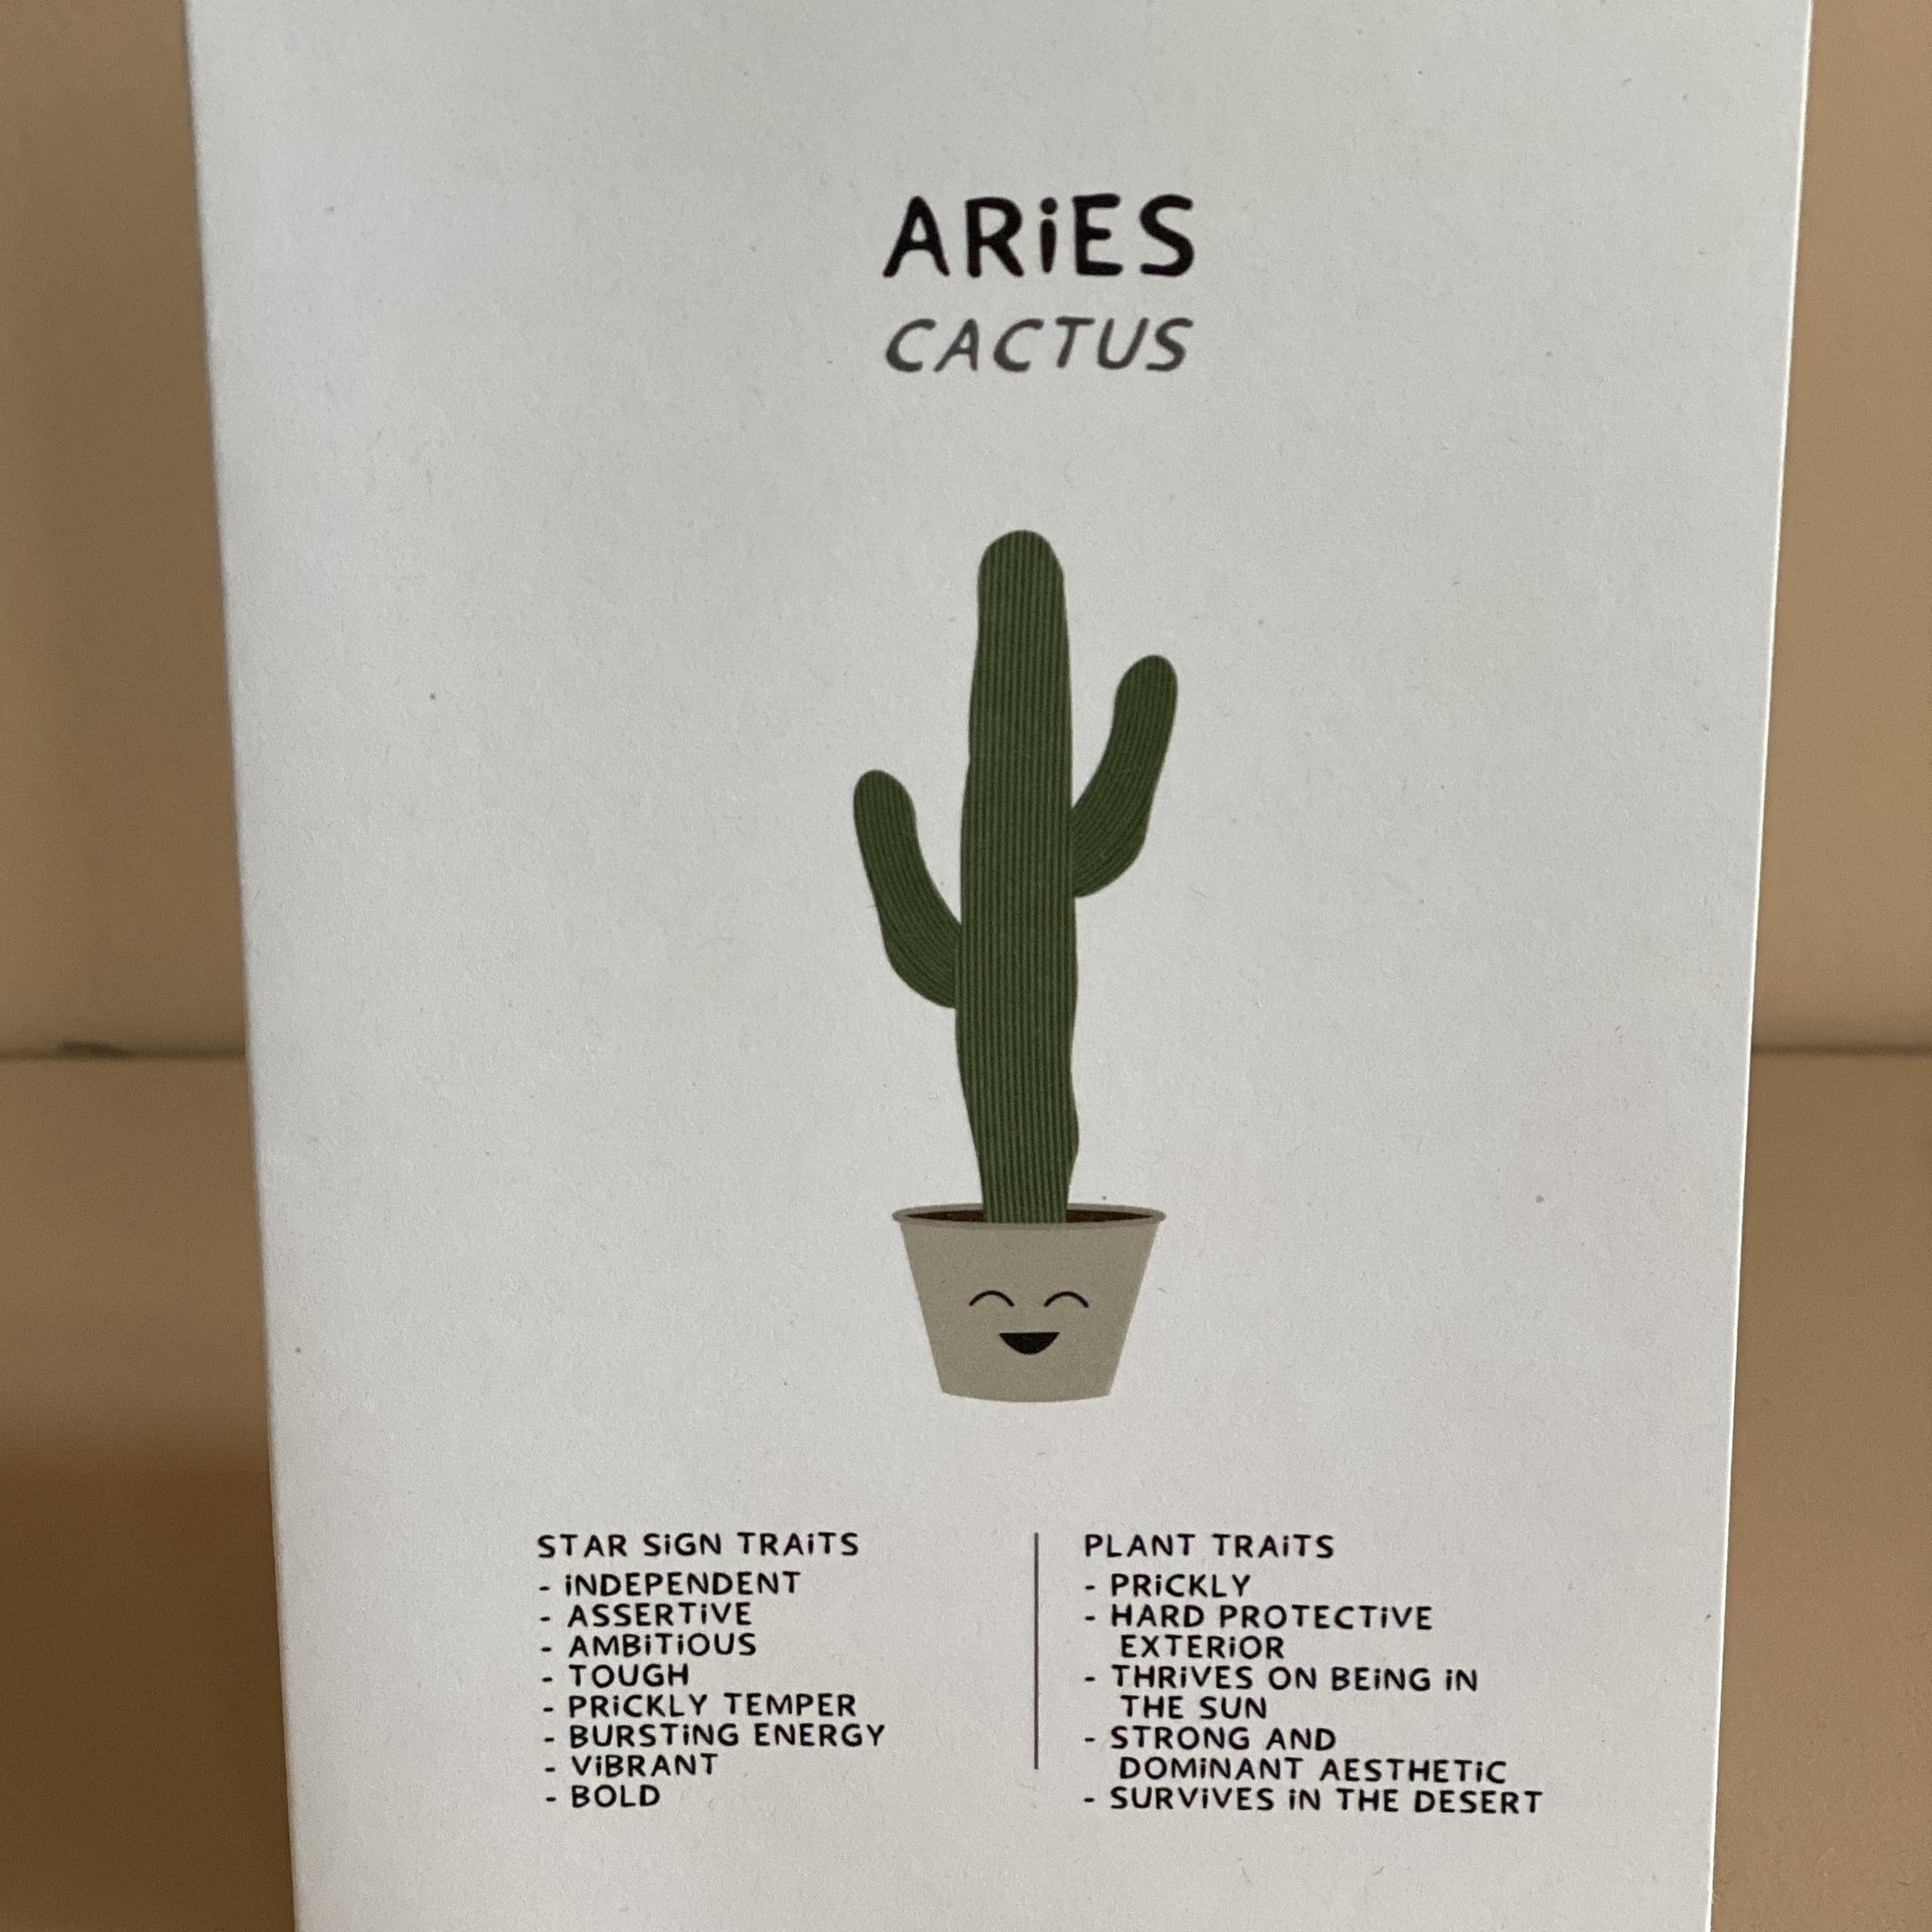 ARiES
CACTUS
STAR SiGN TRAiTS
- iNDEPENDENT
- ASSERTiVE
- AMBiTiOUS
- TOUGH
- PRiCKLY TEMPER
- BURSTiNG ENERGY
- ViBRANT
- BOLD
PLANT TRAiTS
- PRiCKLY
- HARD PROTECTiVE
EXTERiOR
- THRiVES ON BEiNG iN
THE SUN
- STRONG AND
DOMiNANT AESTHETiC
- SURViVES iN THE DESERT